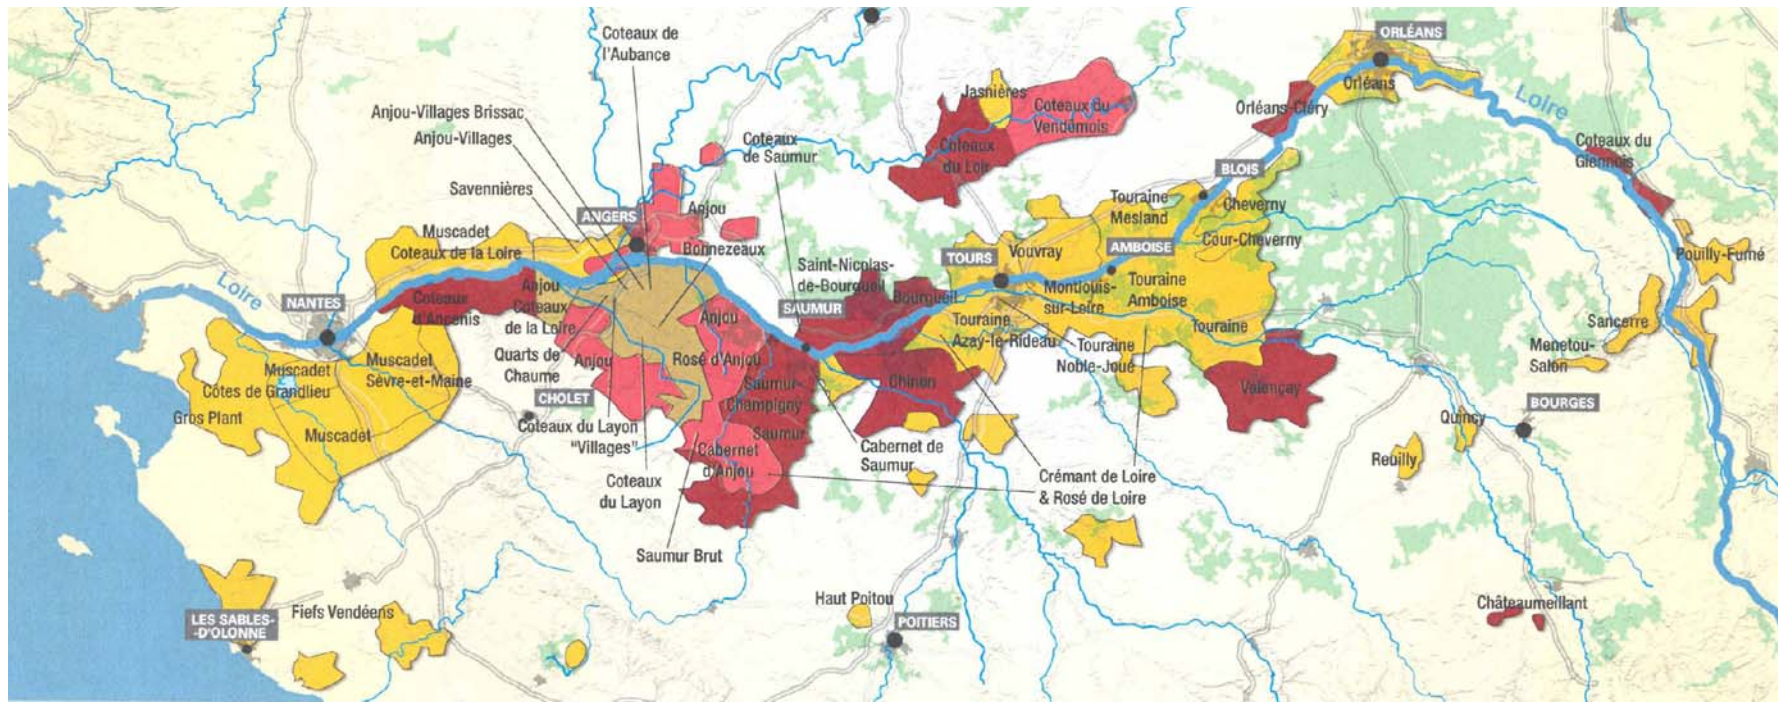 Coteaux de
l'Aubance
ORLÉANS
Orléans
Loire
Jasnières
Coteaux du
Vendômois
Orléans-Cléry
Anjou-Villages Brissac
Anjou-Villages
Coteaux
de Saumur
Coteaux
du Loir
Coteaux du
Giennois
BLOIS
Savennières
Touraine
Mesland
Cheverny
ANGERS
Anjou
Muscadet
Coteaux de la Loire
Bonnezeaux
Vouvray
AMBOISE
Cour-Cheverny
TOURS
Pouilly-Fumé
Saint-Nicolas-
de-Bourgueil
Bourgueil
Loire
NANTES
Anjou
Coteaux
de la Loire
Coteaux
d'Ancenis
SAUMUR
Montlouis-
sur-Loire
Touraine
Amboise
Anjou
Touraine
Azay-le-Rideau
Touraine
Sancerre
Touraine
Noble-Joué
Menetou-
Salon
Quarts de
Chaume
Anjou
Rosé d'Anjou
Muscadet
Sèvre-et-Maine
Muscadet
Côtes de Grandlieu
Saumur-
Champigny
Chinon
Valençay
CHOLET
BOURGES
Gros Plant
Muscadet
Coteaux du Layon
"Villages"
Saumur
Quincy
Cabernet
d'Anjou
Cabernet de
Saumur
Reuilly
Coteaux
du Layon
Crémant de Loire
& Rosé de Loire
Saumur Brut
Fiefs Vendéens
Haut Poitou
Châteaumeillant
LES SABLES-
-D'OLONNE
POITIERS